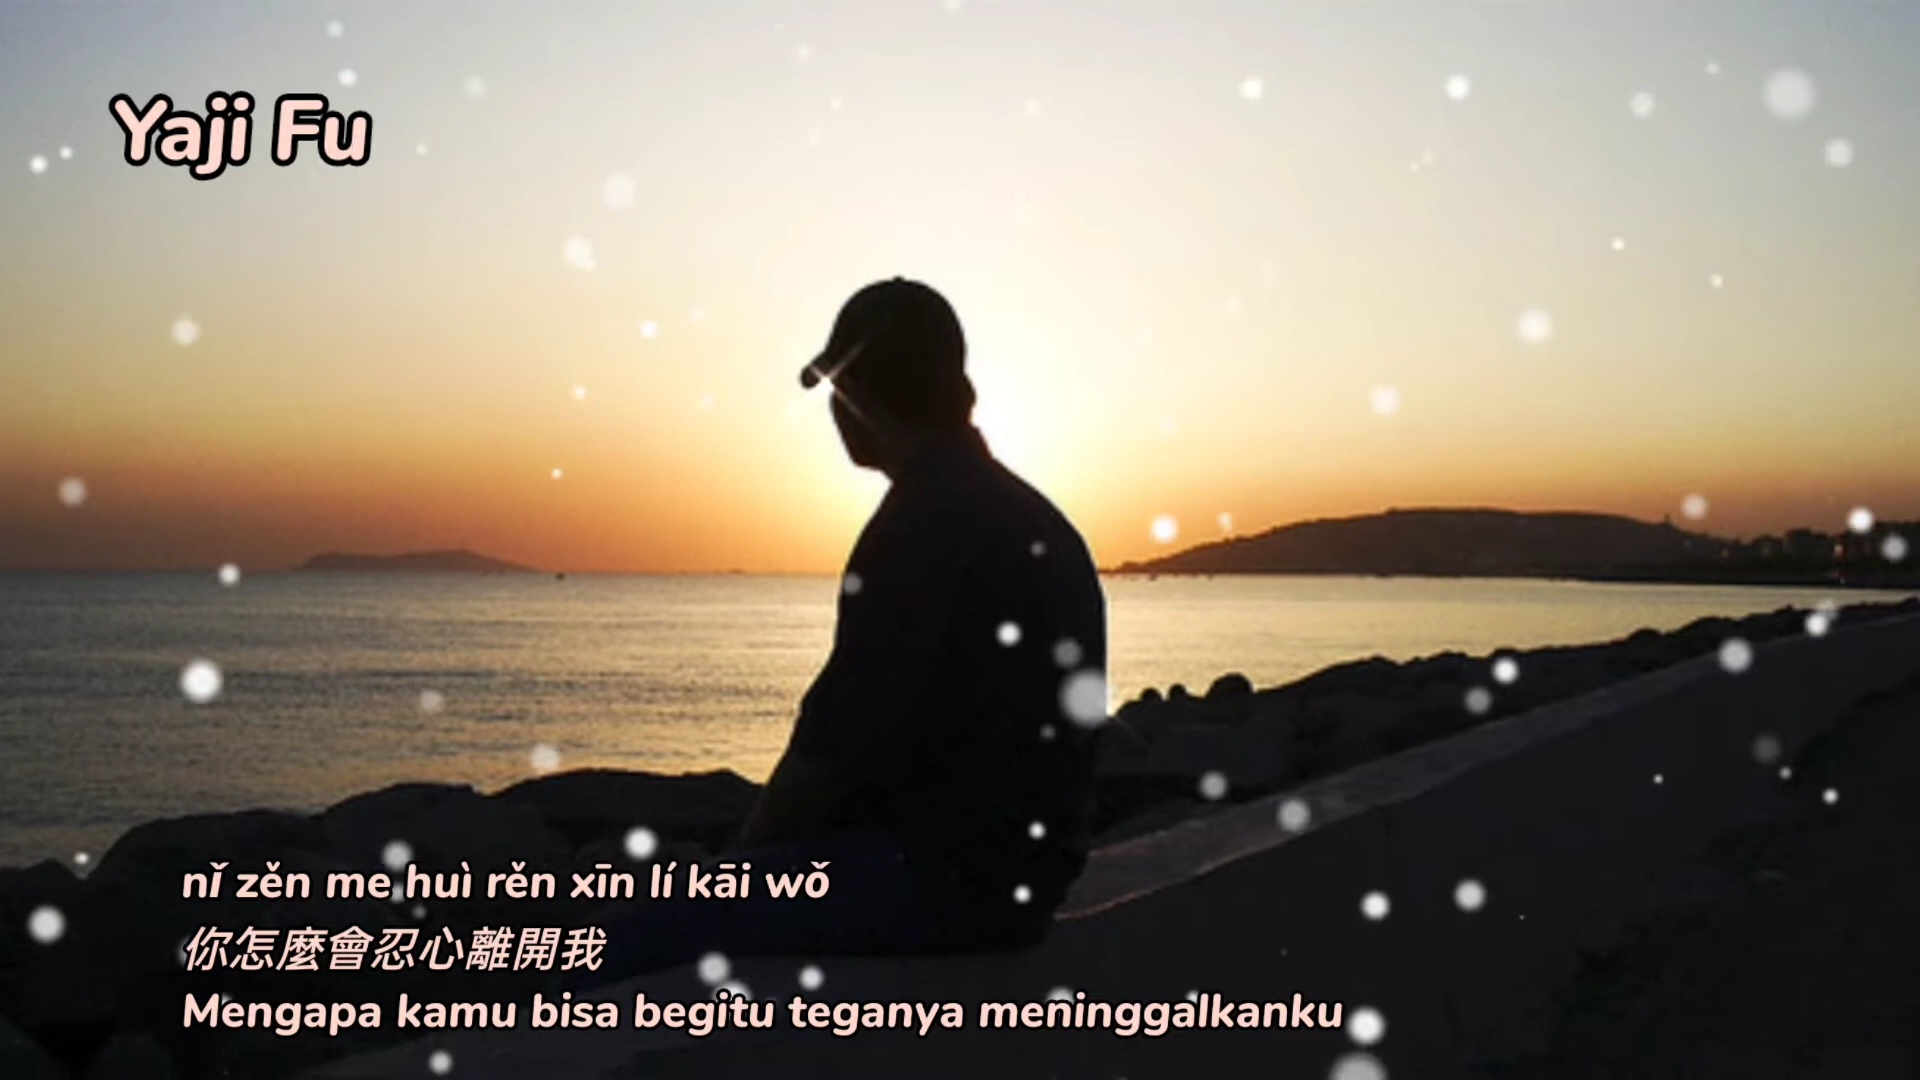 Yaji Fu
nǐ zěn me huì rěn xīn lí kāi wǒ
你怎麼會忍心離開我
Mengapa kamu bisa begitu teganya meninggalkanku